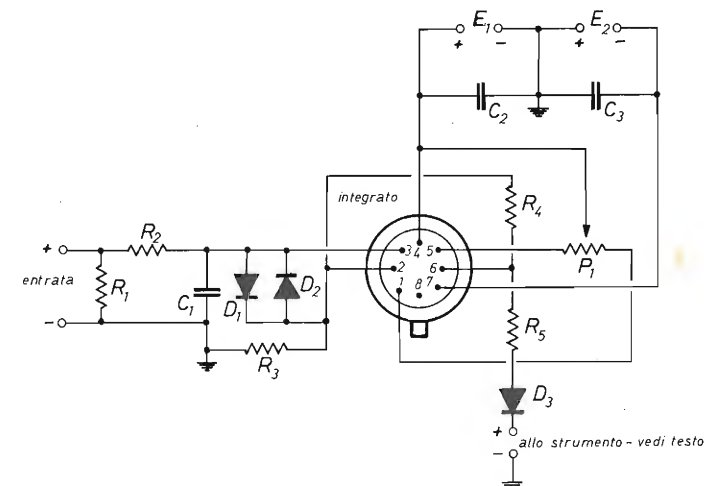 E1 E2
+ - + -
C2 C3
integrato
R4
+ R2
3 4 5
P1
entrata R1 C1 D1 D2
2 6
1 8 7
-
R3
R5
D3
+
- allo strumento - vedi testo